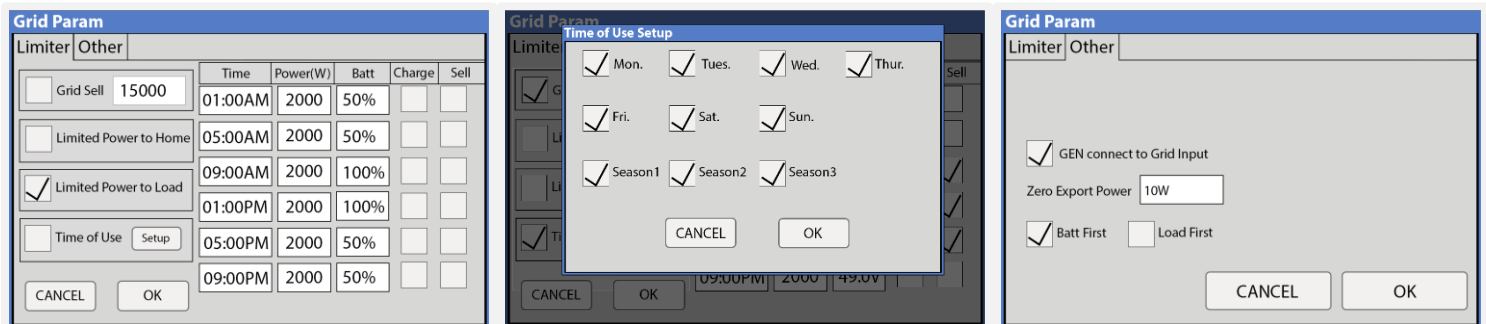 Grid Param
Limiter Other
Time Power(W) Batt Charge Sell
Grid Sell 15000
01:00AM 2000 50%
Limited Power to Home
05:00AM 2000 50%
09:00AM 2000 100%
Limited Power to Load
01:00PM 2000 100%
Time of Use Setup
05:00PM 2000 50%
09:00PM 2000 50%
CANCEL OK
Grid Param
Time of Use Setup
Limite
Mon. Tues. Wed. Thur.
Sell
G
Fri. Sat. Sun.
Li
Season1 Season2 Season3
Li
CANCEL OK
Ti
09:00PM 2000 49.0V
CANCEL OK
Grid Param
Limiter Other
GEN connect to Grid Input
Zero Export Power 10W
Batt First Load First
CANCEL OK